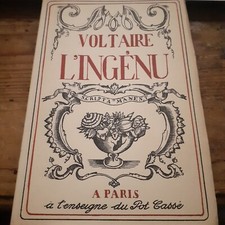 VOLTAIRE
L'INGÉNU
SCRIPTA MANENT
A PARIS
a l'enseigne du Pot Cassé